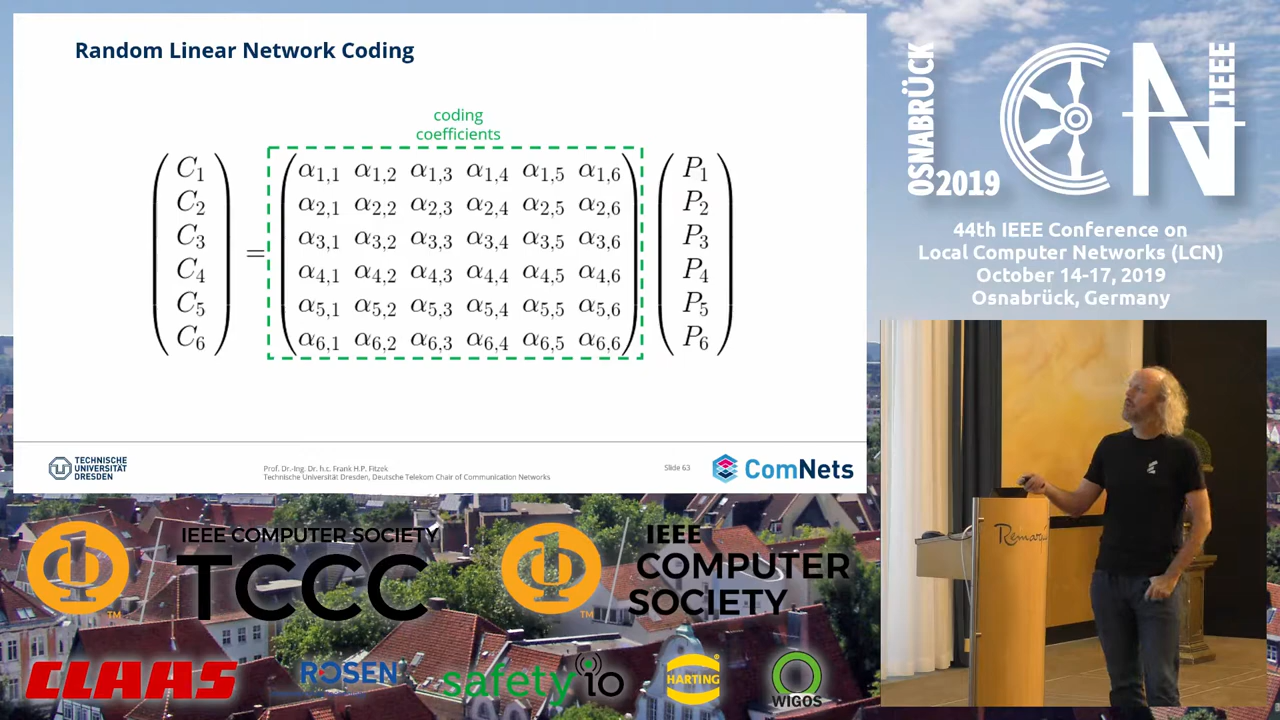 Random Linear Network Coding
coding
coefficients
C1 α1,1 α1,2 α1,3 α1,4 α1,5 α1,6 P1
C2 α2,1 α2,2 α2,3 α2,4 α2,5 α2,6 P2
C3 = α3,1 α3,2 α3,3 α3,4 α3,5 α3,6 P3
C4 α4,1 α4,2 α4,3 α4,4 α4,5 α4,6 P4
C5 α5,1 α5,2 α5,3 α5,4 α5,5 α5,6 P5
C6 α6,1 α6,2 α6,3 α6,4 α6,5 α6,6 P6
TECHNISCHE
UNIVERSITÄT
DRESDEN
Prof. Dr.-Ing. Dr. h.c. Frank H.P. Fitzek
Technische Universität Dresden, Deutsche Telekom Chair of Communication Networks
Slide 63
ComNets
OSNABRÜCK
2019
LCN
IEEE
44th IEEE Conference on
Local Computer Networks (LCN)
October 14-17, 2019
Osnabrück, Germany
IEEE COMPUTER SOCIETY
TCCC
TM
IEEE
COMPUTER
SOCIETY
TM
CLAAS
ROSEN
safetyio
HARTING
WIGOS